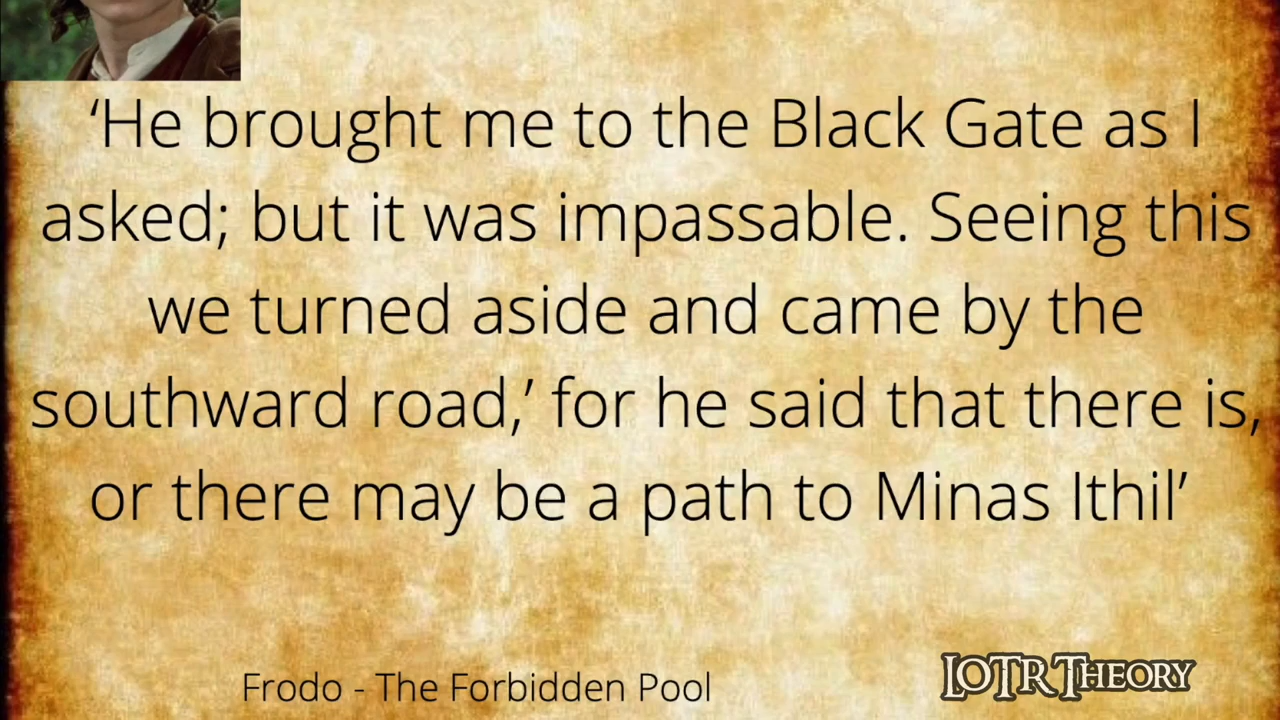 ‘He brought me to the Black Gate as I
asked; but it was impassable. Seeing this
we turned aside and came by the
southward road,’ for he said that there is,
or there may be a path to Minas Ithil’
Frodo - The Forbidden Pool
LOTR THEORY